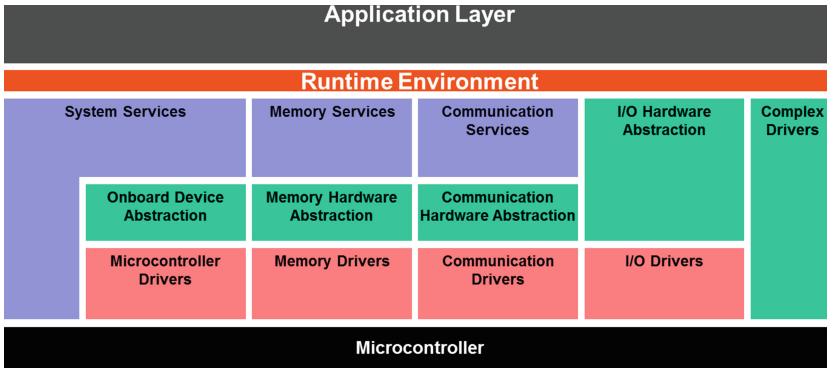 Application Layer
Runtime Environment
System Services
Memory Services
Communication
Services
I/O Hardware
Abstraction
Complex
Drivers
Onboard Device
Abstraction
Memory Hardware
Abstraction
Communication
Hardware Abstraction
Microcontroller
Drivers
Memory Drivers
Communication
Drivers
I/O Drivers
Microcontroller